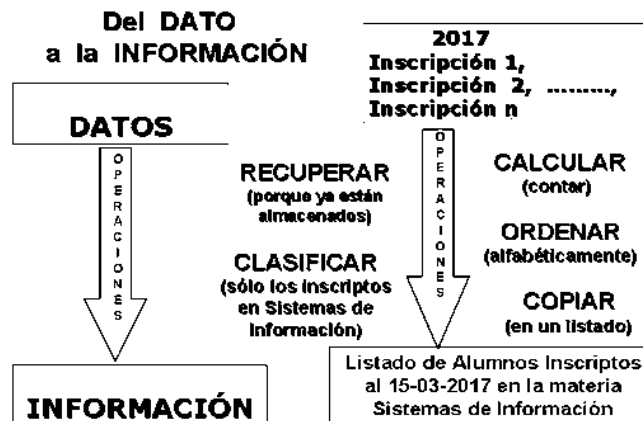 Del DATO
a la INFORMACIÓN
DATOS
OPERACIONES
INFORMACIÓN
2017
Inscripción 1,
Inscripción 2, .........,
Inscripción n
RECUPERAR
(porque ya están
almacenados)
CLASIFICAR
(sólo los inscriptos
en Sistemas de
Información)
OPERACIONES
CALCULAR
(contar)
ORDENAR
(alfabéticamente)
COPIAR
(en un listado)
Listado de Alumnos Inscriptos
al 15-03-2017 en la materia
Sistemas de Información